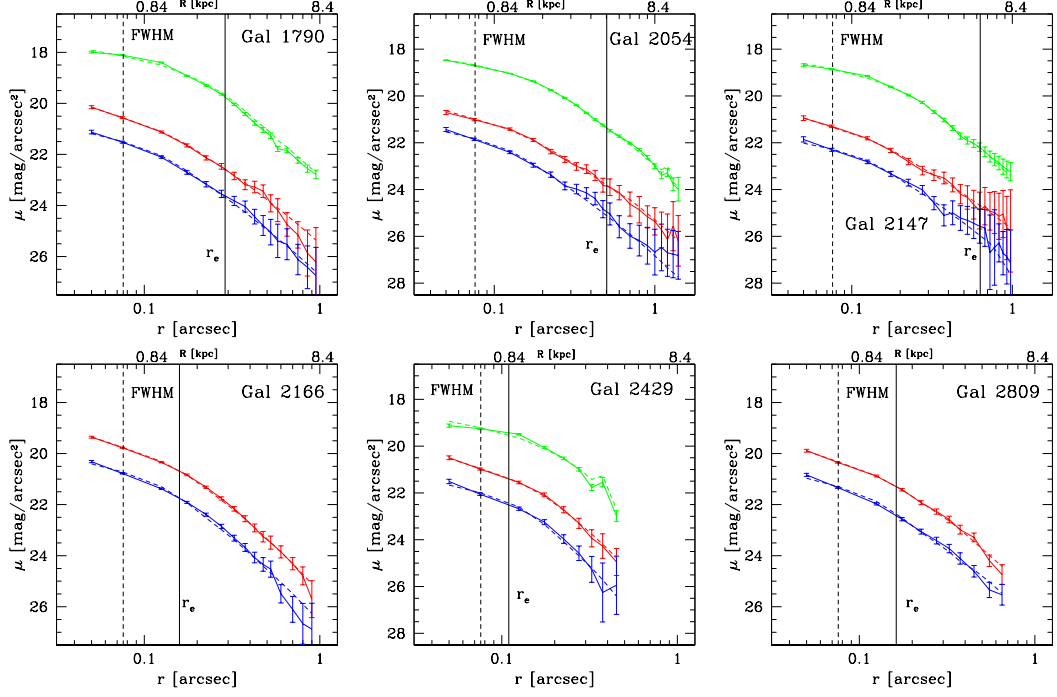 0.84 R [kpc] 8.4
0.84 R [kpc] 8.4
0.84 R [kpc] 8.4
FWHM Gal 1790
FWHM Gal 2054
FWHM
Gal 2147
18
20
22
24
26
μ [mag/arcsec²]
r_e
0.1 1
r [arcsec]
18
20
22
24
26
28
μ [mag/arcsec²]
r_e
0.1 1
r [arcsec]
18
20
22
24
26
28
μ [mag/arcsec²]
r_e
0.1 1
r [arcsec]
0.84 R [kpc] 8.4
0.84 R [kpc] 8.4
0.84 R [kpc] 8.4
FWHM Gal 2166
FWHM Gal 2429
FWHM Gal 2809
18
20
22
24
26
μ [mag/arcsec²]
r_e
0.1 1
r [arcsec]
18
20
22
24
26
28
μ [mag/arcsec²]
r_e
0.1 1
r [arcsec]
18
20
22
24
26
μ [mag/arcsec²]
r_e
0.1 1
r [arcsec]